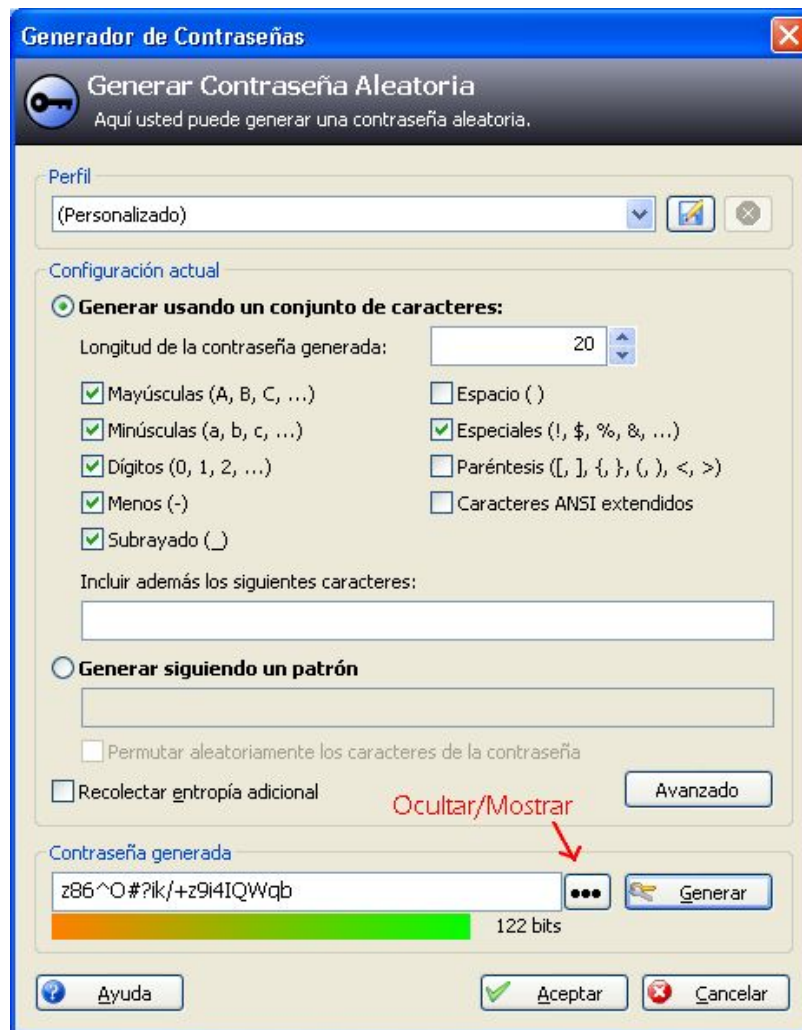 Generador de Contraseñas
Generar Contraseña Aleatoria
Aquí usted puede generar una contraseña aleatoria.
Perfil
(Personalizado)
Configuración actual
Generar usando un conjunto de caracteres:
Longitud de la contraseña generada: 20
Mayúsculas (A, B, C, ...) Espacio ( )
Minúsculas (a, b, c, ...) Especiales (!, $, %, &, ...)
Dígitos (0, 1, 2, ...) Paréntesis ([, ], {, }, (, ), <, >)
Menos (-) Caracteres ANSI extendidos
Subrayado (_)
Incluir además los siguientes caracteres:
Generar siguiendo un patrón
Permutar aleatoriamente los caracteres de la contraseña
Recolectar entropía adicional Avanzado
Ocultar/Mostrar
Contraseña generada
z86^O#?ik/+z9i4IQWqb Generar
122 bits
Ayuda Aceptar Cancelar